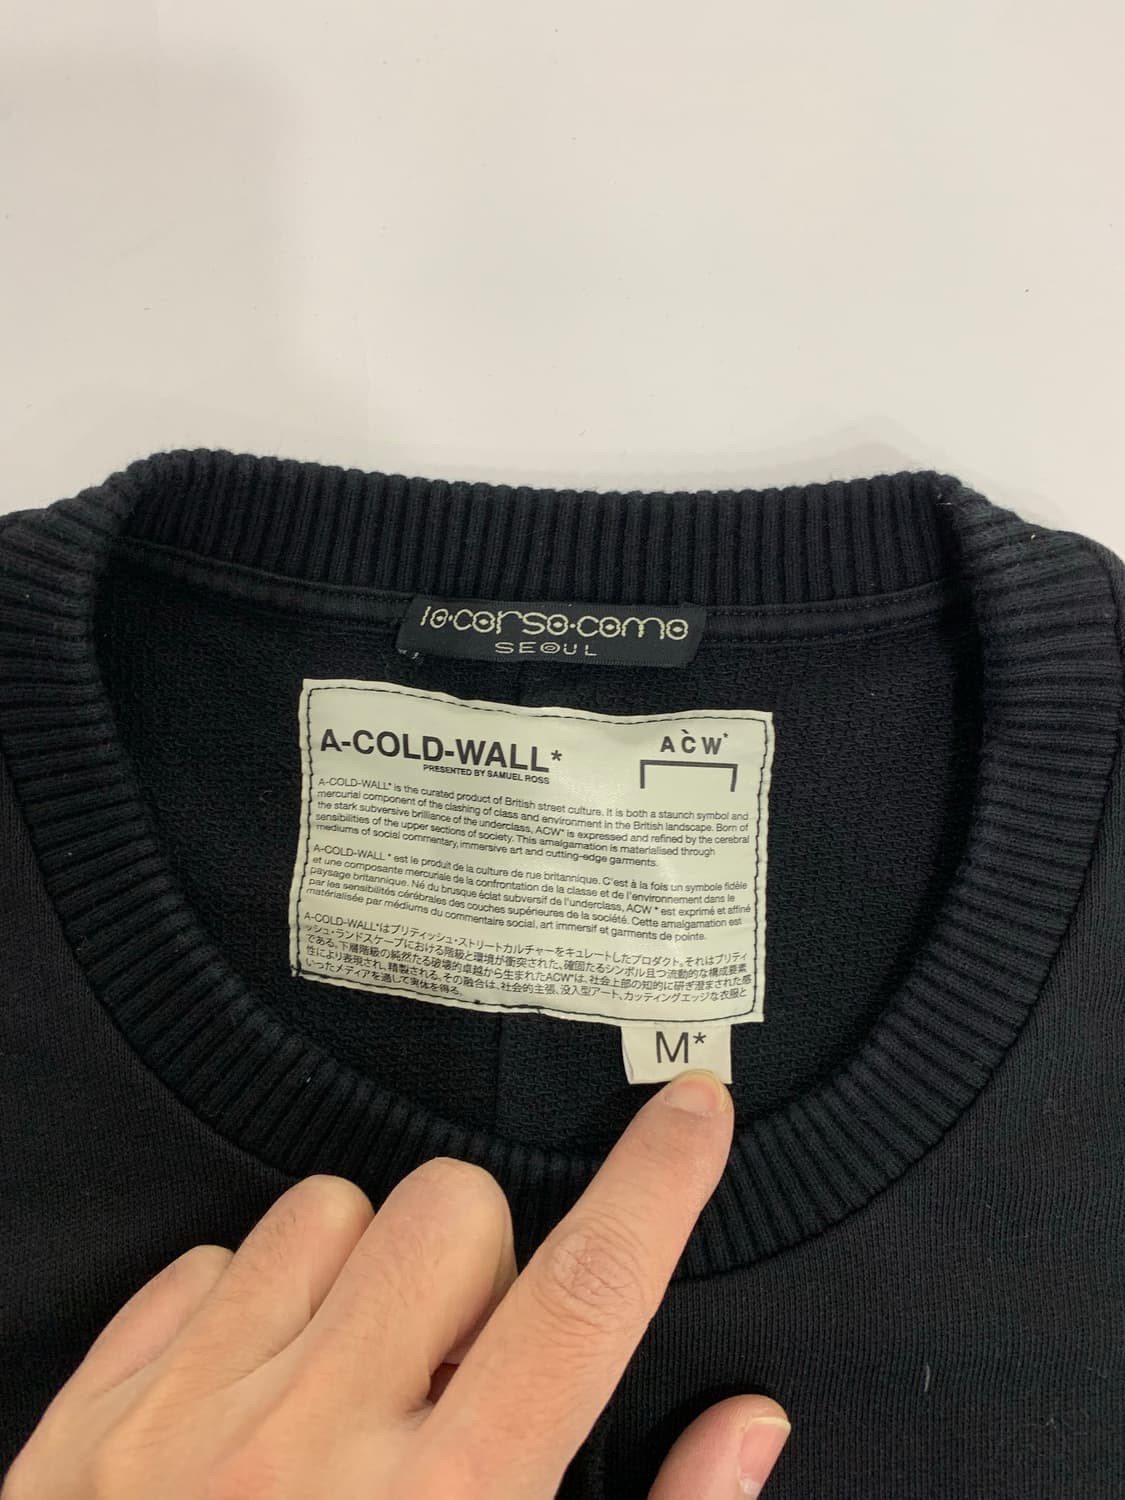 10·corso·como
SEOUL
A-COLD-WALL*
PRESENTED BY SAMUEL ROSS
ACW*
A-COLD-WALL* is the curated product of British street culture. It is both a staunch symbol and
mercurial component of the clashing of class and environment in the British landscape. Born of
the stark subversive brilliance of the underclass, ACW* is expressed and refined by the cerebral
sensibilities of the upper sections of society. This amalgamation is materialised through
mediums of social commentary, immersive art and cutting-edge garments.
A-COLD-WALL* est le produit de la culture de rue britannique. C'est à la fois un symbole fidèle
et une composante mercuriale de la confrontation de la classe et de l'environnement dans le
paysage britannique. Né du brusque éclat subversif de l'underclass, ACW* est exprimé et affiné
par les sensibilités cérébrales des couches supérieures de la société. Cette amalgamation est
matérialisée par médiums du commentaire social, art immersif et garments de pointe.
A-COLD-WALL*はブリティッシュ・ストリートカルチャーをキュレートしたプロダクト。それはブリティ
ッシュ・ランドスケープにおける階級と環境が衝突された、確固たるシンボル且つ流動的な構成要素
である。下層階級の純然たる破壊的卓越から生まれたACW*は、社会上部の知的に研ぎ澄まされた感
性により表現され、精製される。その融合は、社会的主張、没入型アート、カッティングエッジな衣服と
いったメディアを通して実体を得る。
M*